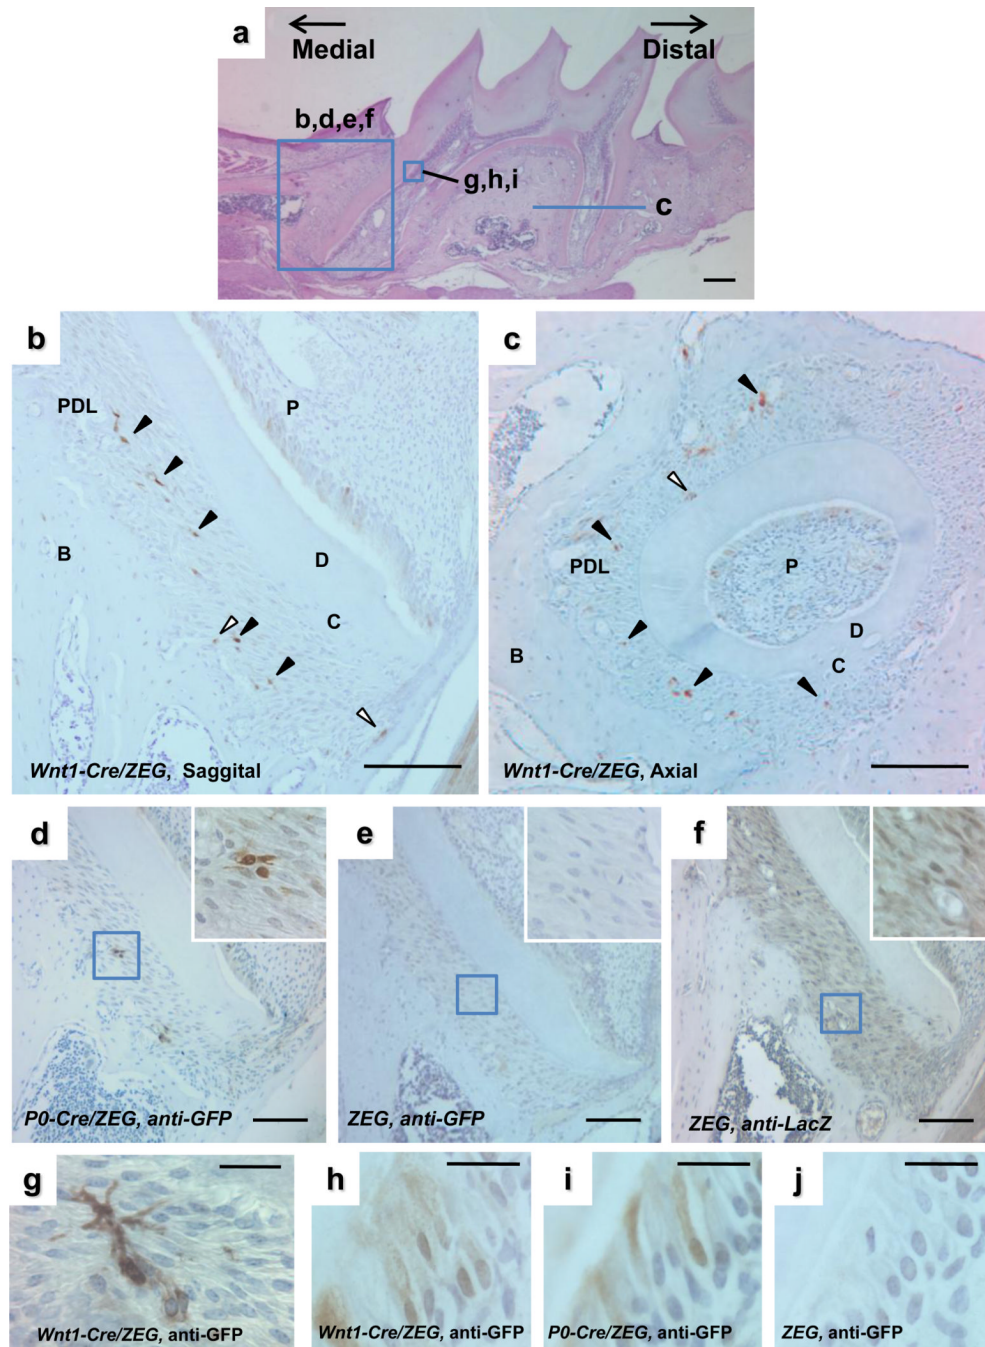 a
Medial
Distal
b,d,e,f
g,h,i
c
b
PDL
P
B
D
C
Wnt1-Cre/ZEG, Saggital
c
PDL
P
D
B
C
Wnt1-Cre/ZEG, Axial
d
P0-Cre/ZEG, anti-GFP
e
ZEG, anti-GFP
f
ZEG, anti-LacZ
g
Wnt1-Cre/ZEG, anti-GFP
h
Wnt1-Cre/ZEG, anti-GFP
i
P0-Cre/ZEG, anti-GFP
j
ZEG, anti-GFP